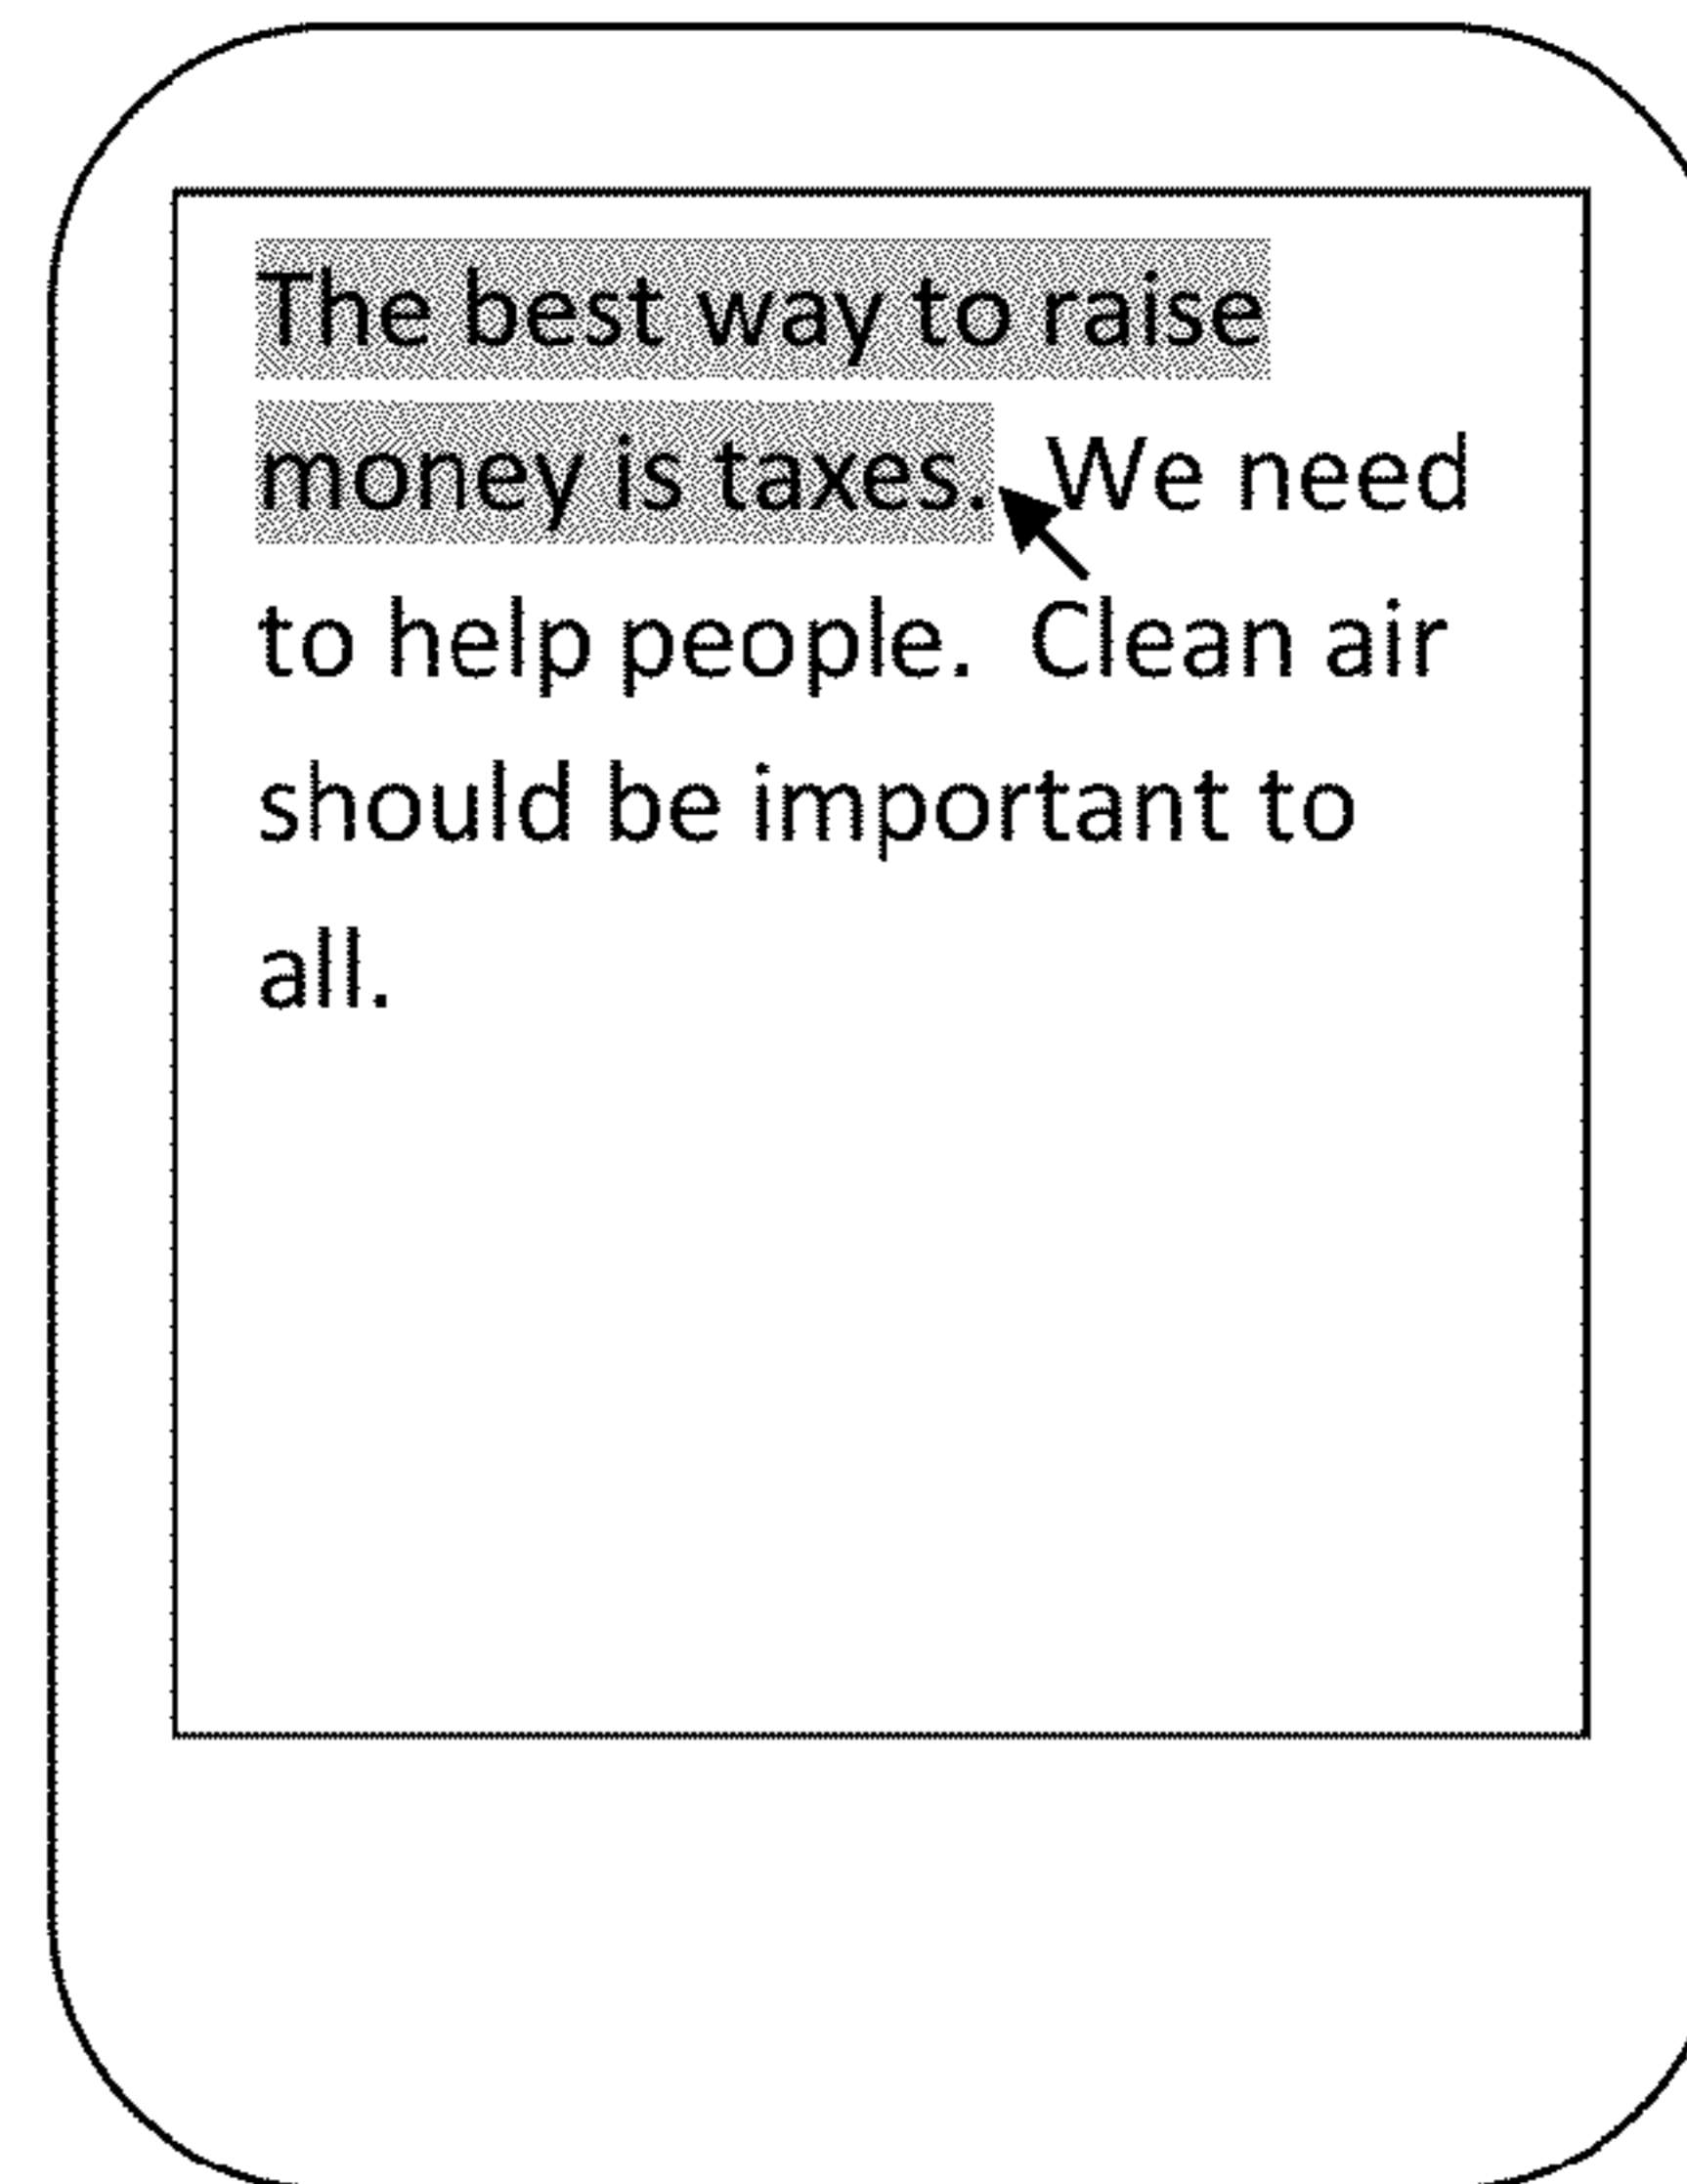 The best way to raise
money is taxes.  We need
to help people.  Clean air
should be important to
all.